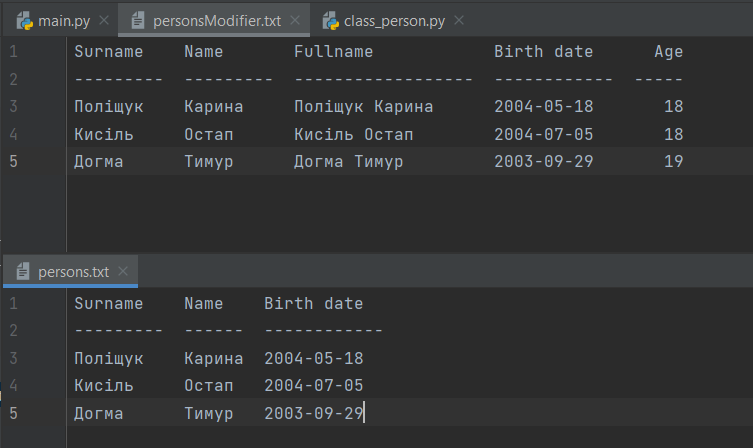 main.py personsModifier.txt class_person.py
1 Surname Name Fullname Birth date Age
2 --------- --------- ------------------ ------------ -----
3 Поліщук Карина Поліщук Карина 2004-05-18 18
4 Кисіль Остап Кисіль Остап 2004-07-05 18
5 Догма Тимур Догма Тимур 2003-09-29 19
persons.txt
1 Surname Name Birth date
2 --------- ------ ------------
3 Поліщук Карина 2004-05-18
4 Кисіль Остап 2004-07-05
5 Догма Тимур 2003-09-29